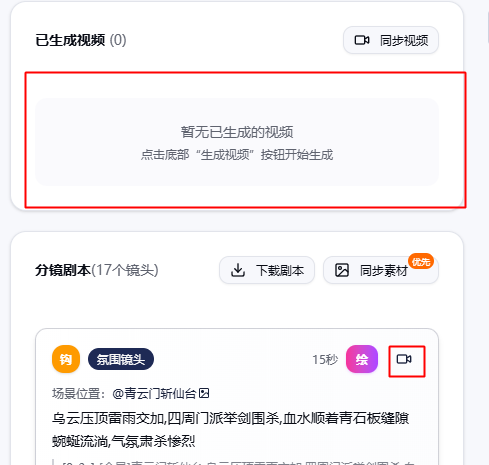 已生成视频 (0)
同步视频
暂无已生成的视频
点击底部“生成视频”按钮开始生成
分镜剧本(17个镜头)
下载剧本
同步素材
优先
钩
氛围镜头
15秒
绘
场景位置：@青云门斩仙台
乌云压顶雷雨交加,四周门派举剑围杀,血水顺着青石板缝隙
蜿蜒流淌,气氛肃杀惨烈